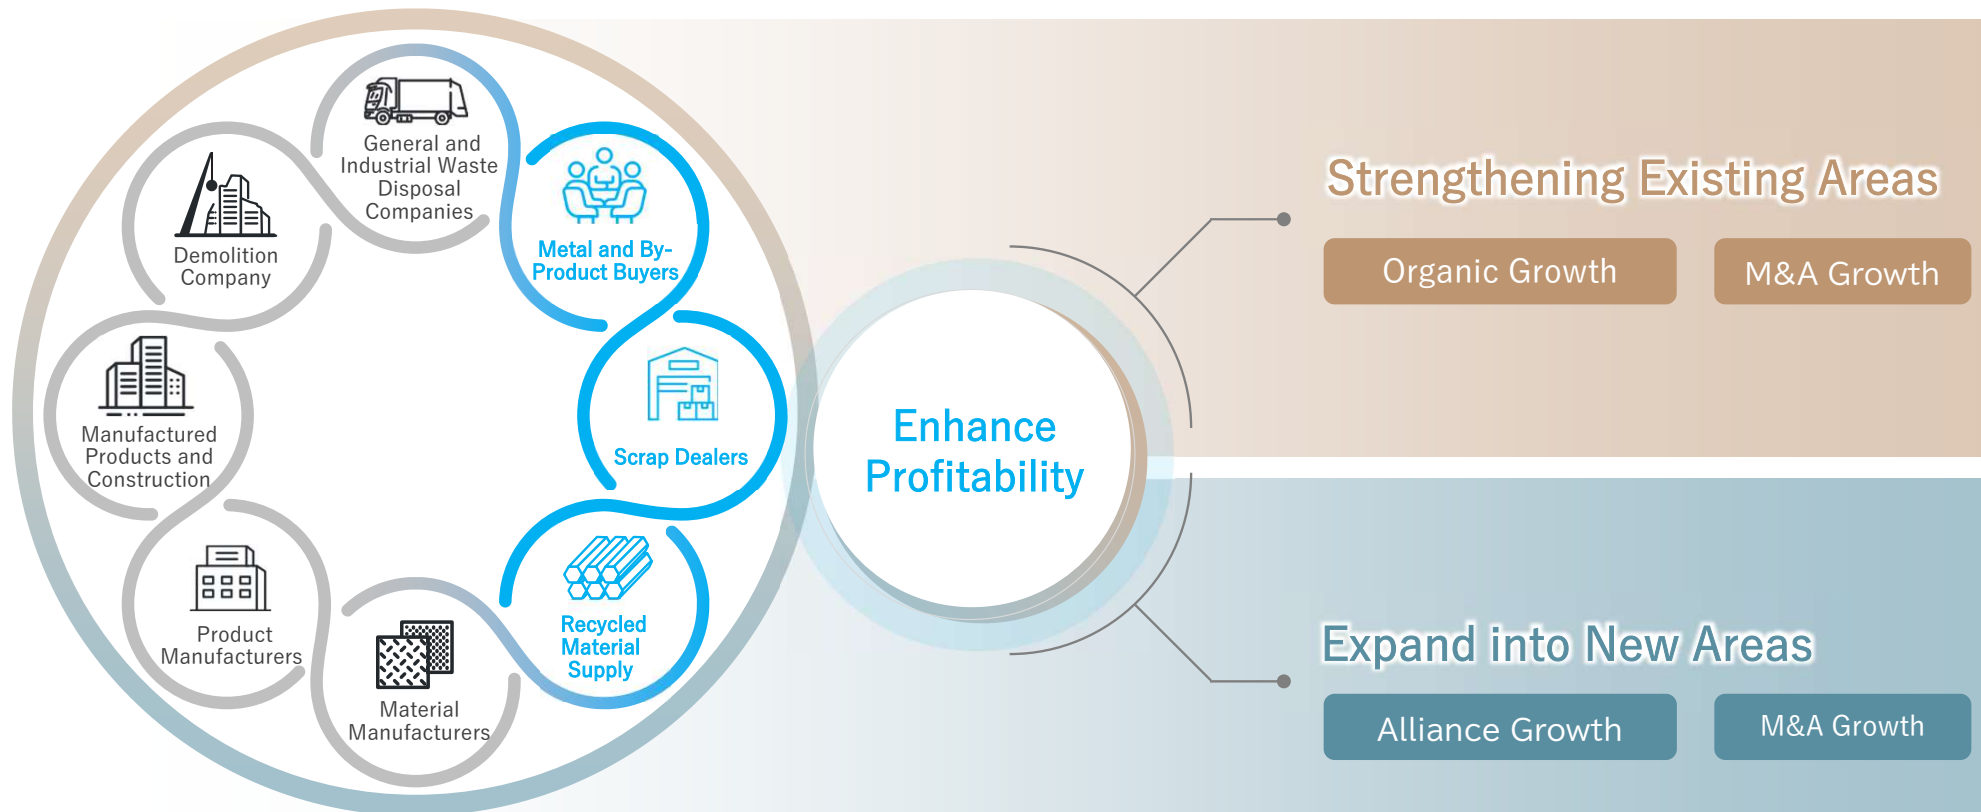 General and
Industrial Waste
Disposal
Companies
Metal and By-
Product Buyers
Scrap Dealers
Recycled
Material
Supply
Material
Manufacturers
Product
Manufacturers
Manufactured
Products and
Construction
Demolition
Company
Enhance
Profitability
Strengthening Existing Areas
Organic Growth
M&A Growth
Expand into New Areas
Alliance Growth
M&A Growth